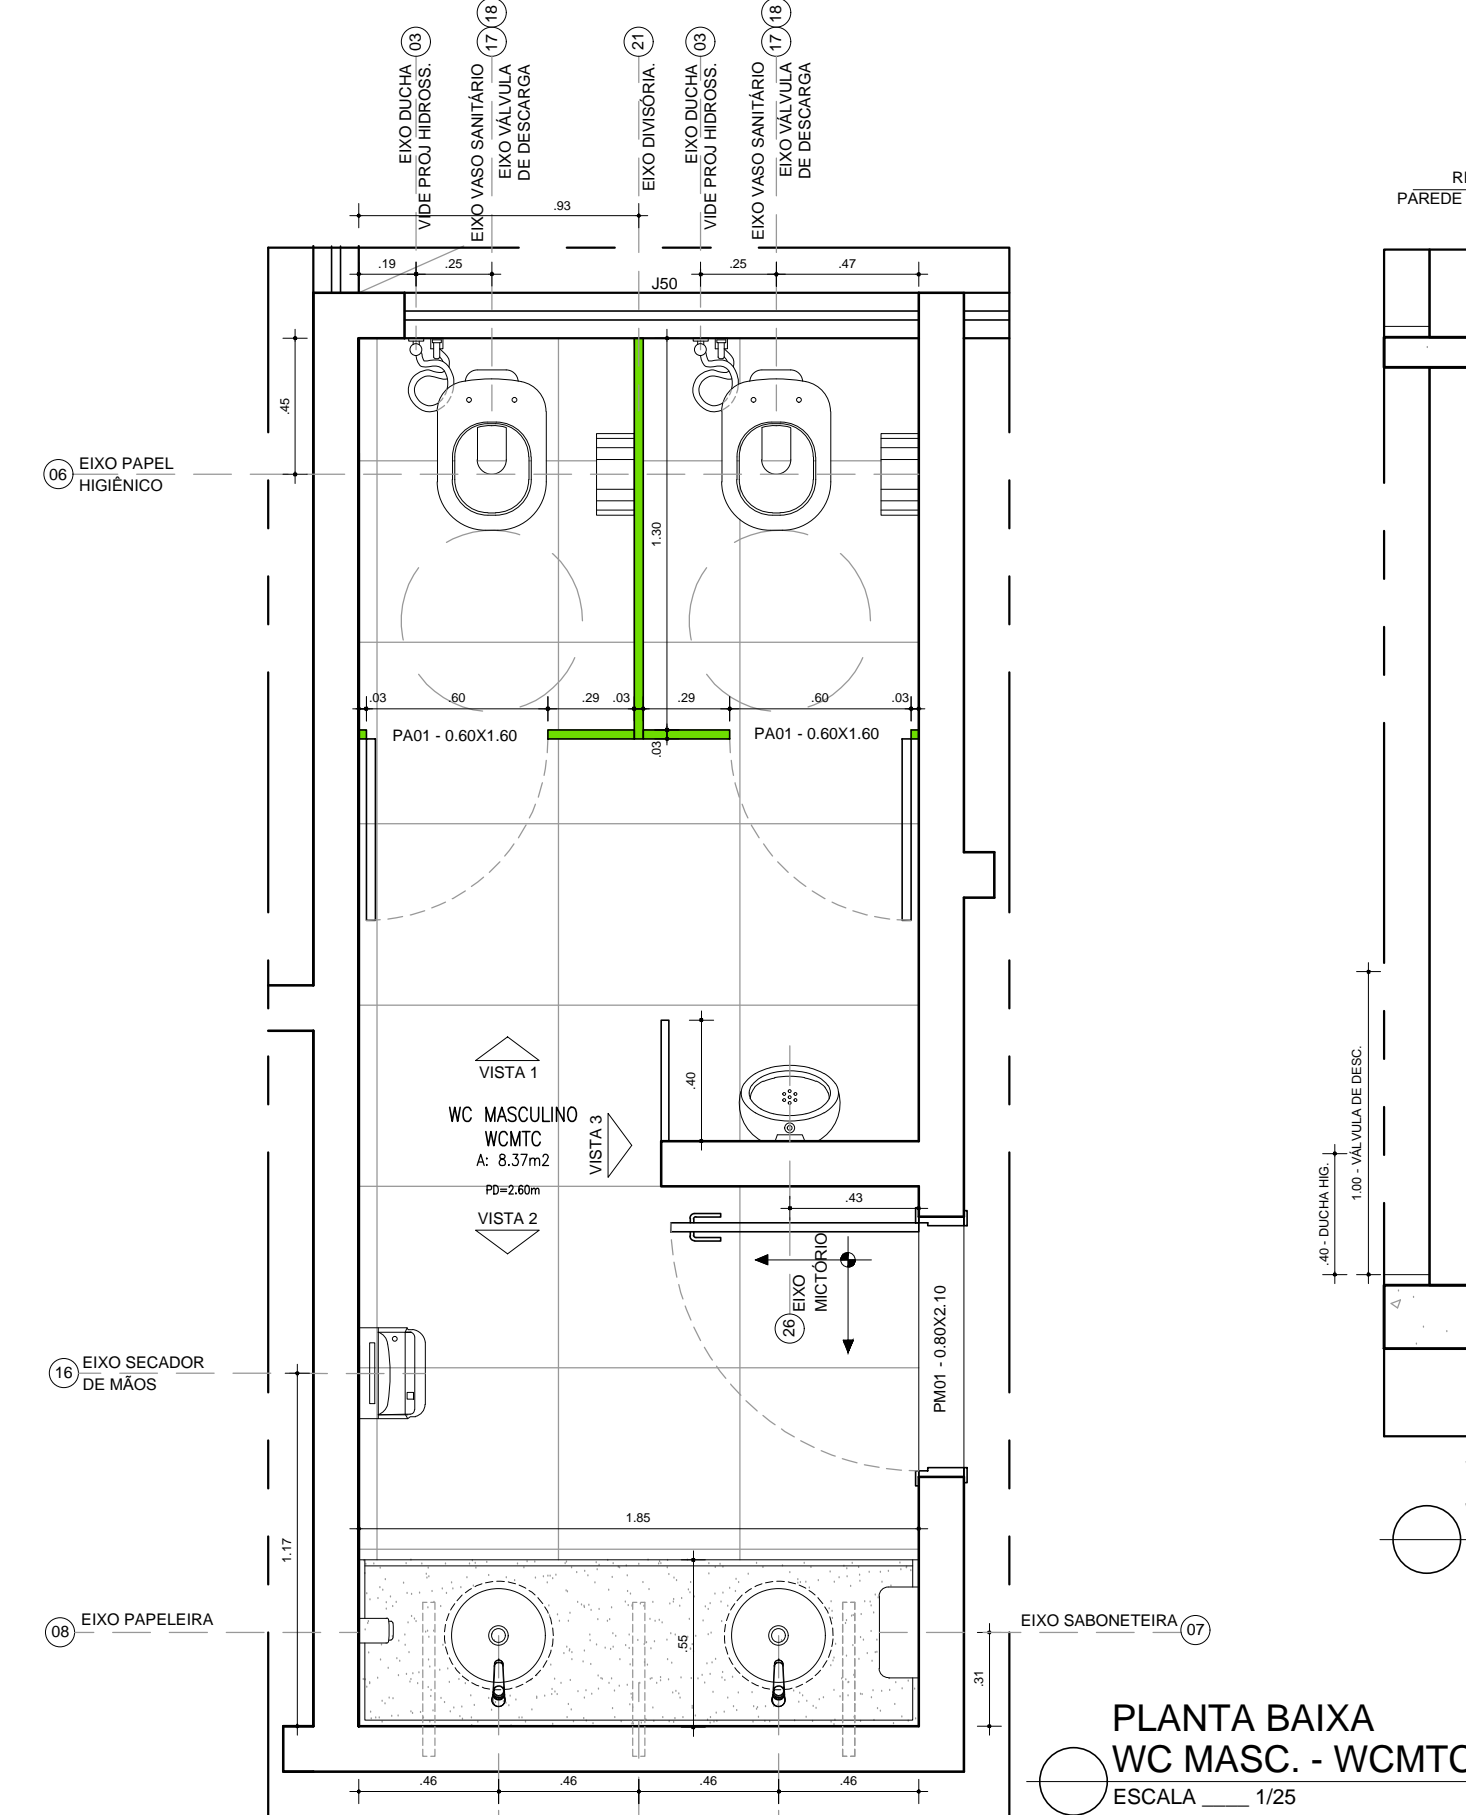 03
EIXO DUCHA
VIDE PROJ HIDROSS.
17 18
EIXO VASO SANITÁRIO
EIXO VÁLVULA
DE DESCARGA
21
EIXO DIVISÓRIA.
03
EIXO DUCHA
VIDE PROJ HIDROSS.
17 18
EIXO VASO SANITÁRIO
EIXO VÁLVULA
DE DESCARGA
PAREDE
.93
.19
.25
.25
.47
J50
.45
06
EIXO PAPEL
HIGIÊNICO
1.30
.03
.60
.29
.03
.29
.60
.03
PA01 - 0.60X1.60
PA01 - 0.60X1.60
.03
VISTA 1
.40
WC MASCULINO
WCMTC
A: 8.37m2
PD=2.60m
VISTA 3
VISTA 2
.43
EIXO
MICTÓRIO
26
PM01 - 0.80X2.10
.40 - DUCHA HIG.
1.00 - VÁLVULA DE DESC.
16
EIXO SECADOR
DE MÃOS
1.17
1.85
.55
08
EIXO PAPELEIRA
EIXO SABONETEIRA
07
.31
.46
.46
.46
.46
PLANTA BAIXA
WC MASC. - WCMTC
ESCALA ____ 1/25